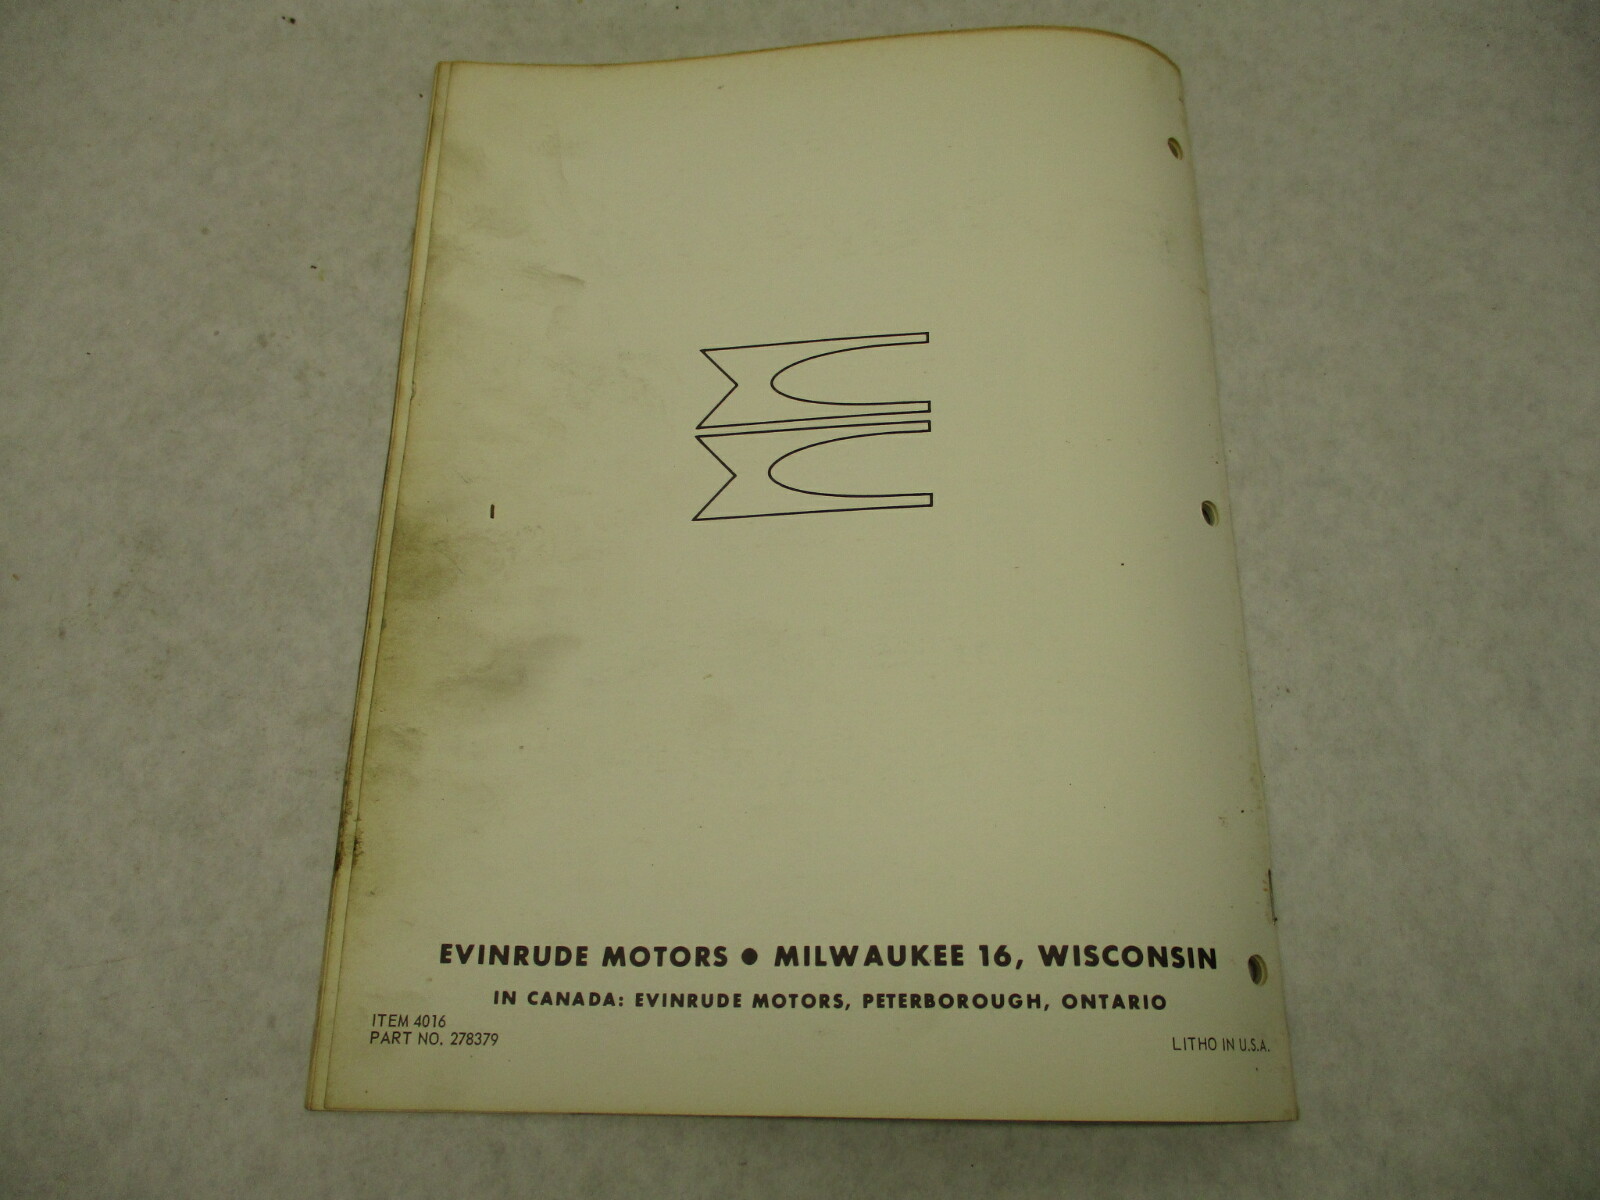 EVINRUDE MOTORS ● MILWAUKEE 16, WISCONSIN
IN CANADA: EVINRUDE MOTORS, PETERBOROUGH, ONTARIO
ITEM 4016
PART NO. 278379
LITHO IN U.S.A.